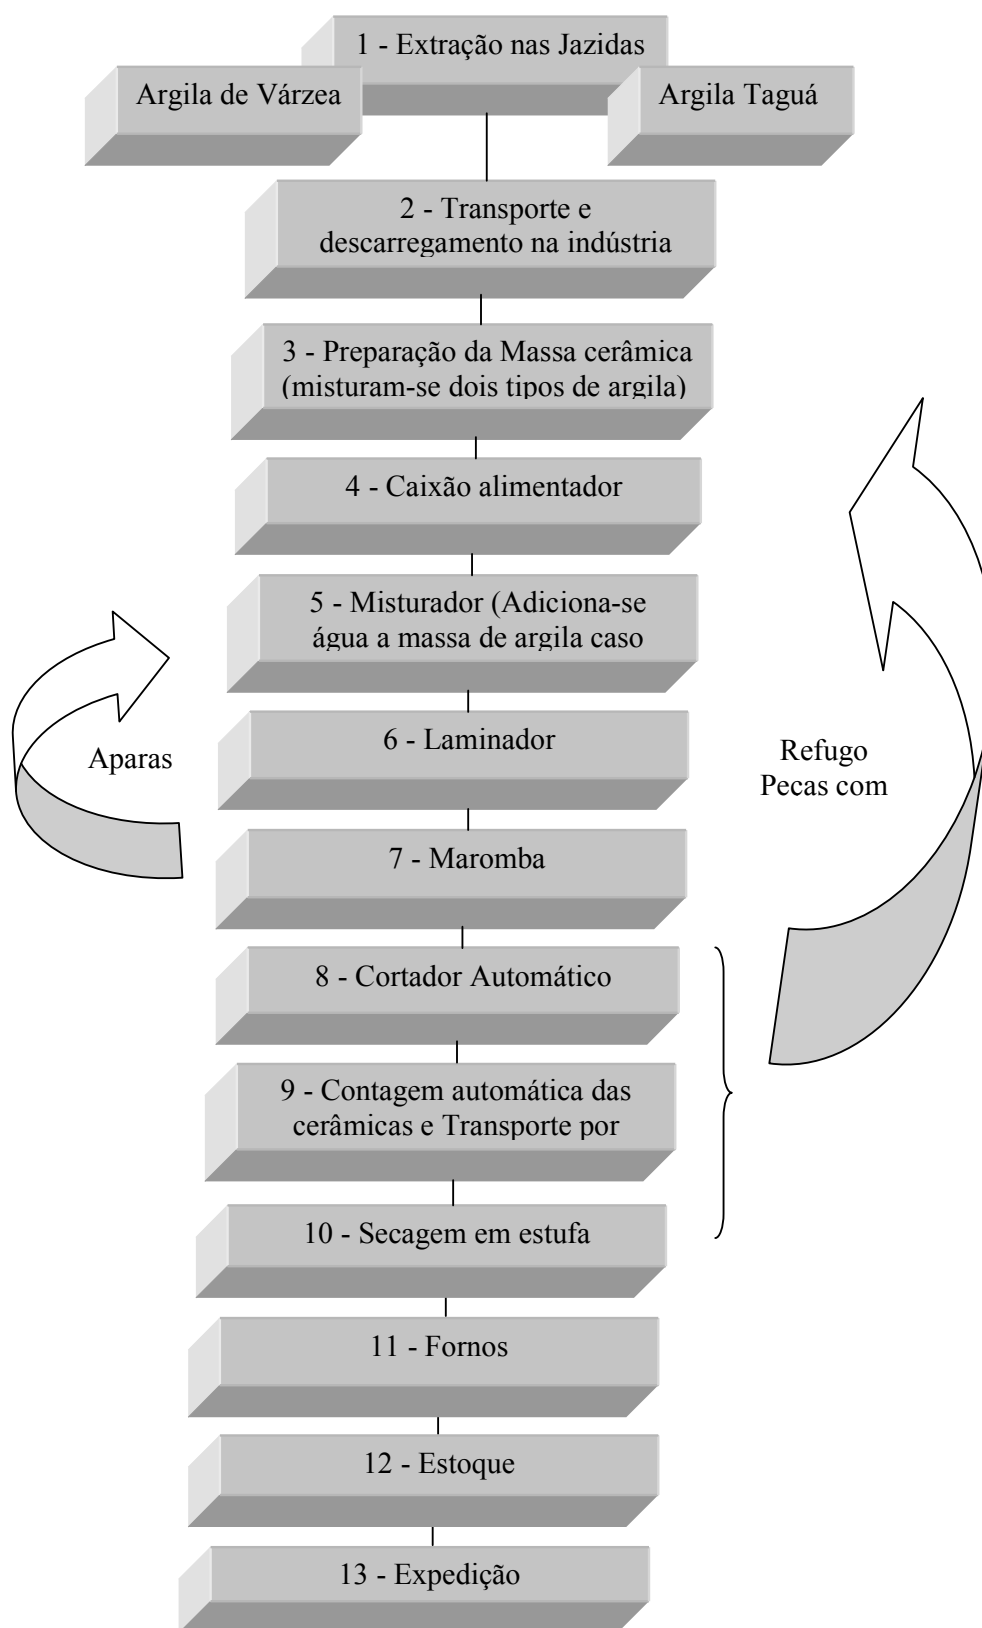 1 - Extração nas Jazidas
Argila de Várzea
Argila Taguá
2 - Transporte e
descarregamento na indústria
3 - Preparação da Massa cerâmica
(misturam-se dois tipos de argila)
4 - Caixão alimentador
5 - Misturador (Adiciona-se
água a massa de argila caso
6 - Laminador
Aparas
Refugo
Pecas com
7 - Maromba
8 - Cortador Automático
9 - Contagem automática das
cerâmicas e Transporte por
10 - Secagem em estufa
11 - Fornos
12 - Estoque
13 - Expedição